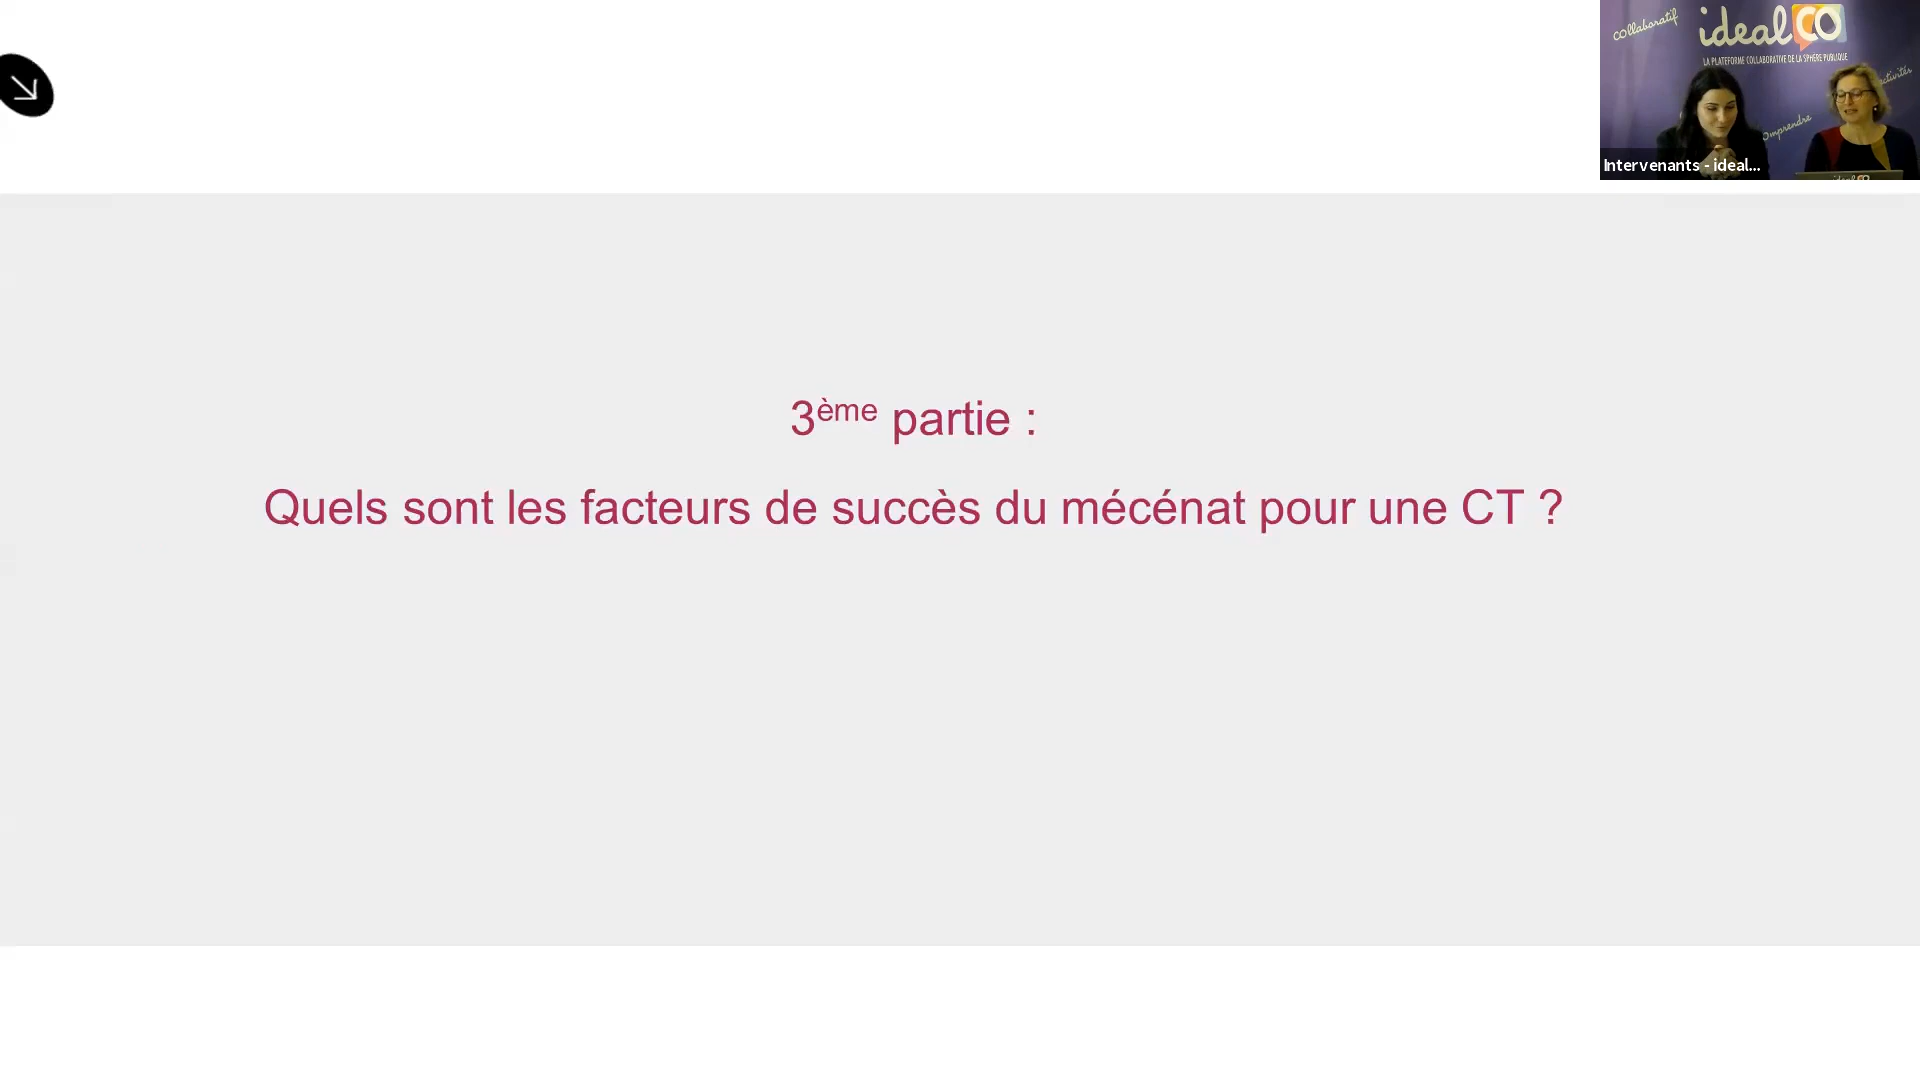 collaboratif
idealCO
LA PLATEFORME COLLABORATIVE DE LA SPHÈRE PUBLIQUE
omprendre
Intervenants - ideal...
3ème partie :
Quels sont les facteurs de succès du mécénat pour une CT ?